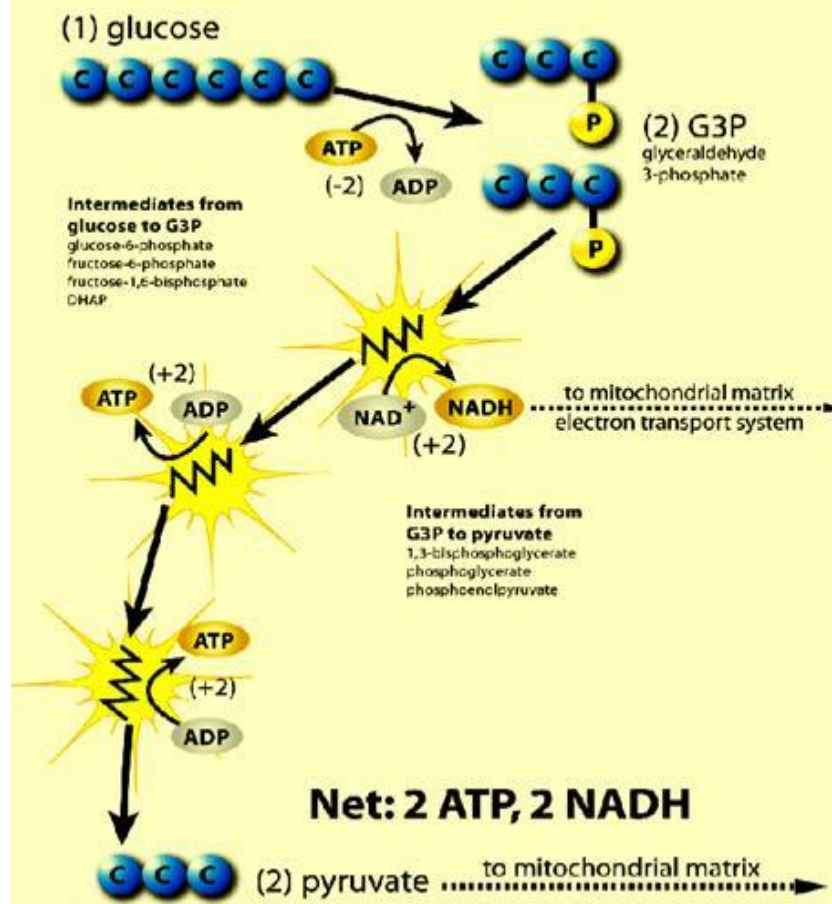 (1) glucose
C C C C C C
C C C
P
(2) G3P
glyceraldehyde
3-phosphate
ATP
(-2)
ADP
C C C
P
Intermediates from
glucose to G3P
glucose-6-phosphate
fructose-6-phosphate
fructose-1,6-bisphosphate
DHAP
(+2)
ATP
ADP
NAD+
NADH
(+2)
to mitochondrial matrix
electron transport system
Intermediates from
G3P to pyruvate
1,3-bisphosphoglycerate
phosphoglycerate
phosphoenolpyruvate
ATP
(+2)
ADP
Net: 2 ATP, 2 NADH
C C C
(2) pyruvate
to mitochondrial matrix